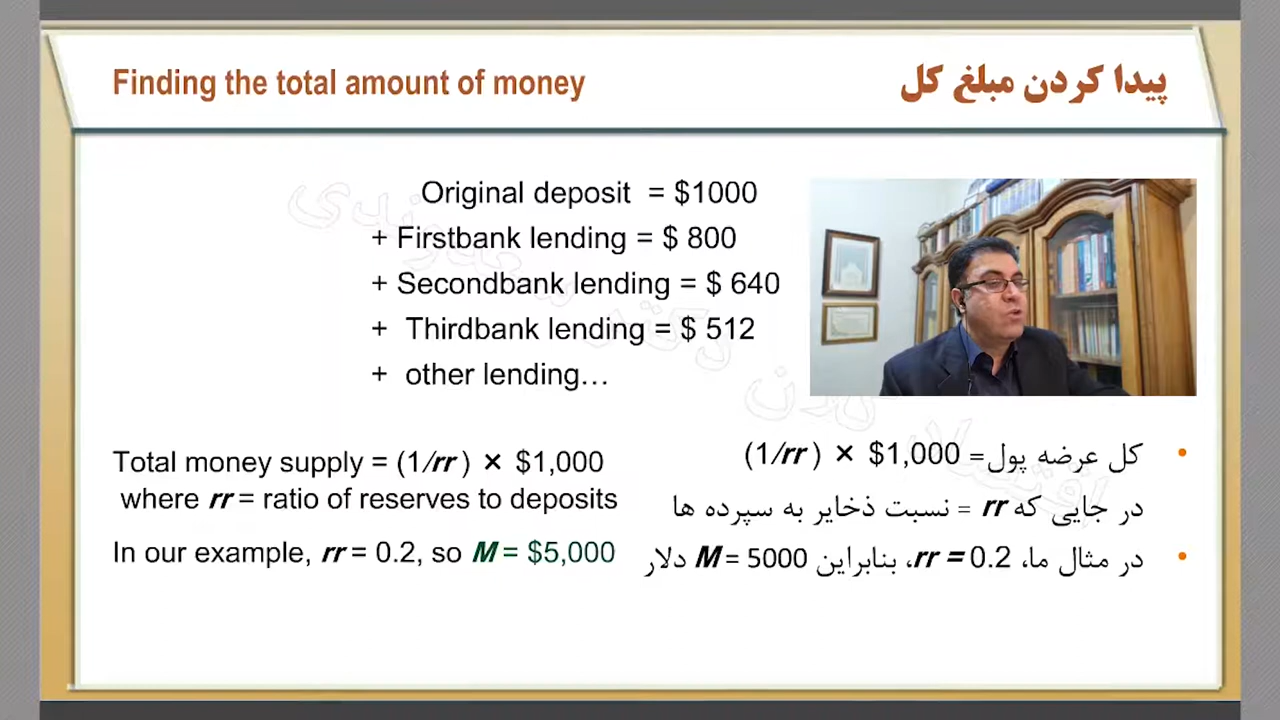 Finding the total amount of money
پیدا کردن مبلغ کل
Original deposit = $1000
+ Firstbank lending = $ 800
+ Secondbank lending = $ 640
+ Thirdbank lending = $ 512
+ other lending…
Total money supply = (1/rr ) × $1,000
where rr = ratio of reserves to deposits
In our example, rr = 0.2, so M = $5,000
• کل عرضه پول= (1/rr ) × $1,000
در جایی که rr = نسبت ذخایر به سپرده ها
• در مثال ما، rr = 0.2، بنابراین M = 5000 دلار